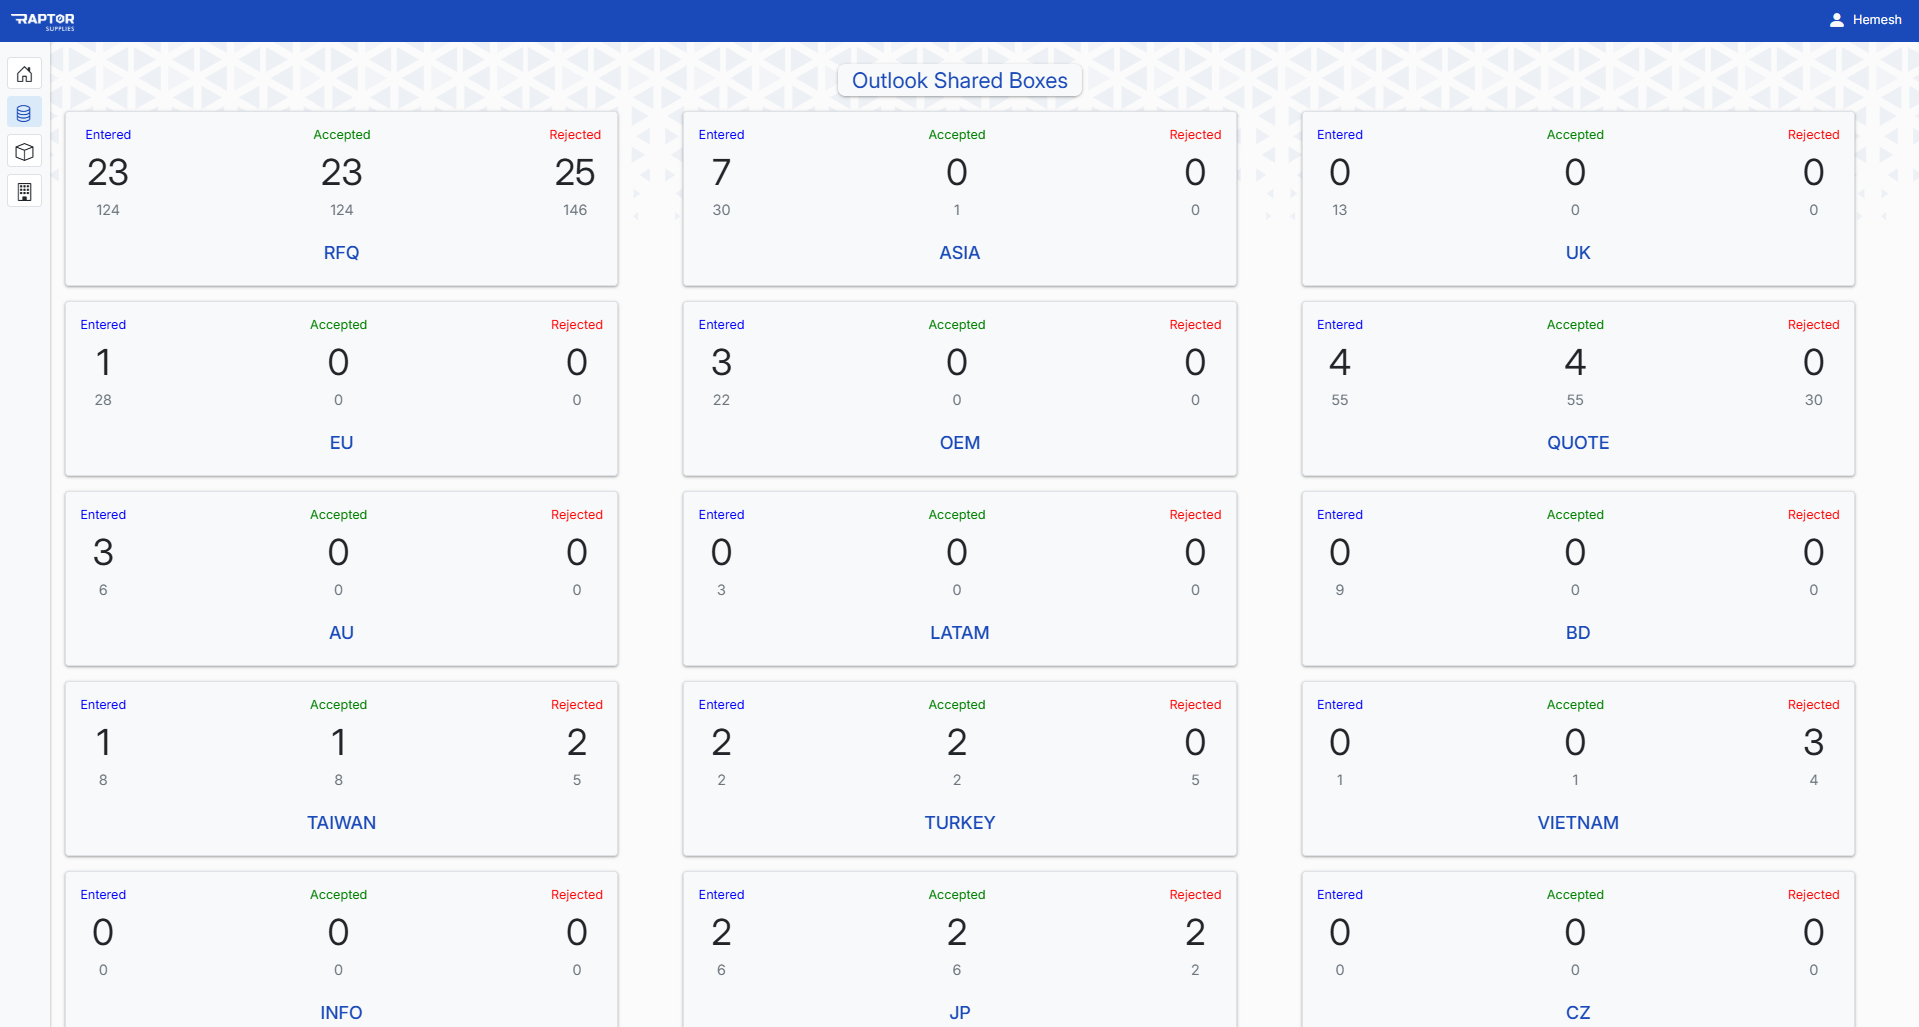 RAPTOR
SUPPLIES
Hemesh
Outlook Shared Boxes
Entered Accepted Rejected
23 23 25
124 124 146
RFQ
Entered Accepted Rejected
7 0 0
30 1 0
ASIA
Entered Accepted Rejected
0 0 0
13 0 0
UK
Entered Accepted Rejected
1 0 0
28 0 0
EU
Entered Accepted Rejected
3 0 0
22 0 0
OEM
Entered Accepted Rejected
4 4 0
55 55 30
QUOTE
Entered Accepted Rejected
3 0 0
6 0 0
AU
Entered Accepted Rejected
0 0 0
3 0 0
LATAM
Entered Accepted Rejected
0 0 0
9 0 0
BD
Entered Accepted Rejected
1 1 2
8 8 5
TAIWAN
Entered Accepted Rejected
2 2 0
2 2 5
TURKEY
Entered Accepted Rejected
0 0 3
1 1 4
VIETNAM
Entered Accepted Rejected
0 0 0
0 0 0
INFO
Entered Accepted Rejected
2 2 2
6 6 2
JP
Entered Accepted Rejected
0 0 0
0 0 0
CZ